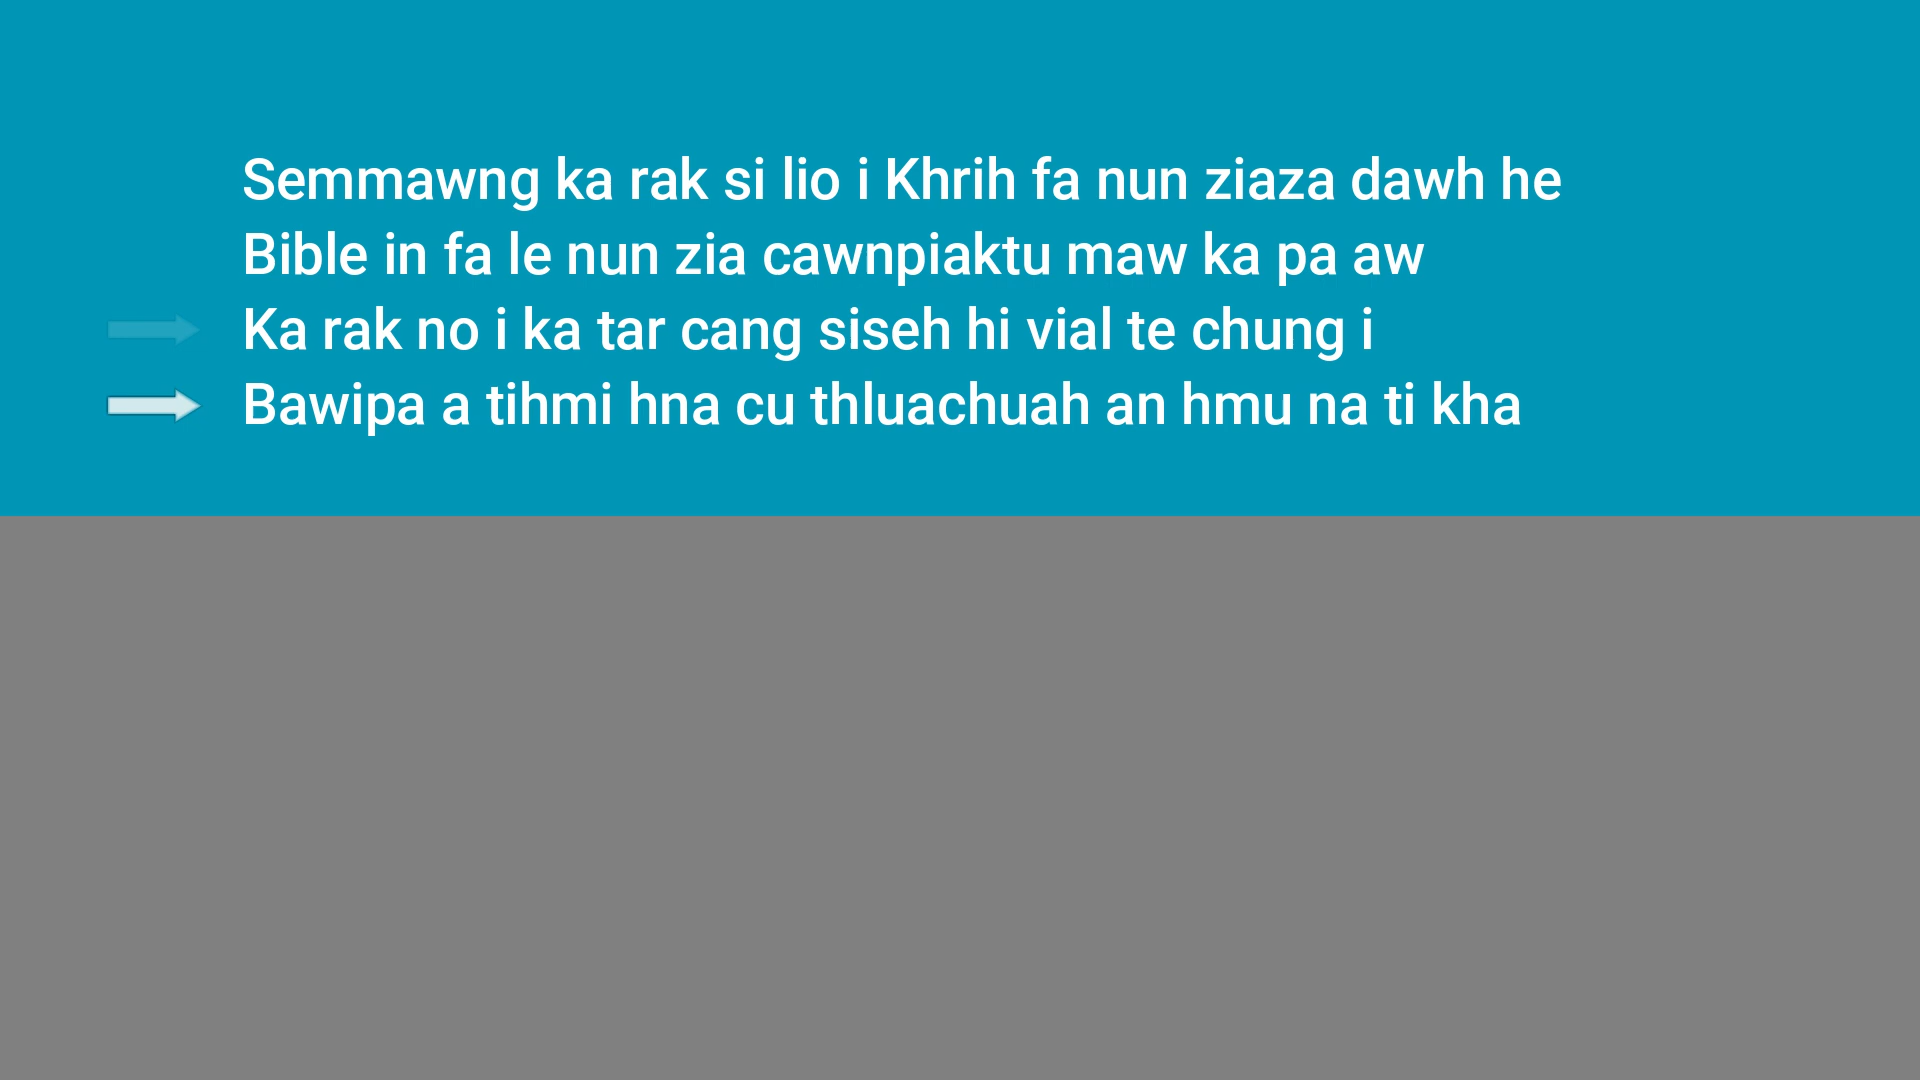 Semmawng ka rak si lio i Khrih fa nun ziaza dawh he
Bible in fa le nun zia cawnpiaktu maw ka pa aw
Ka rak no i ka tar cang siseh hi vial te chung i
Bawipa a tihmi hna cu thluachuah an hmu na ti kha